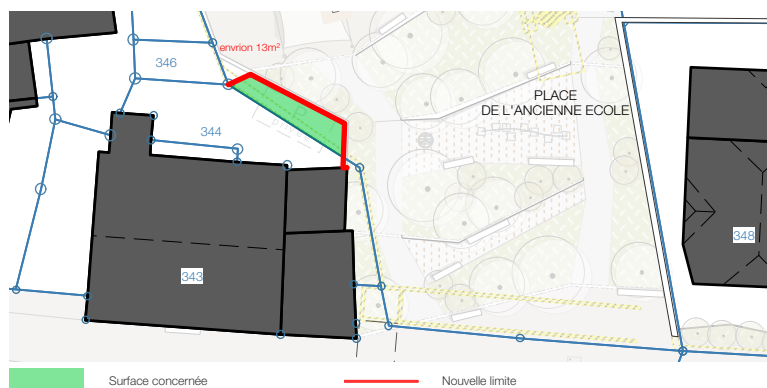 envrion 13m²
346
PLACE
DE L'ANCIENNE ECOLE
344
348
343
Surface concernée
Nouvelle limite